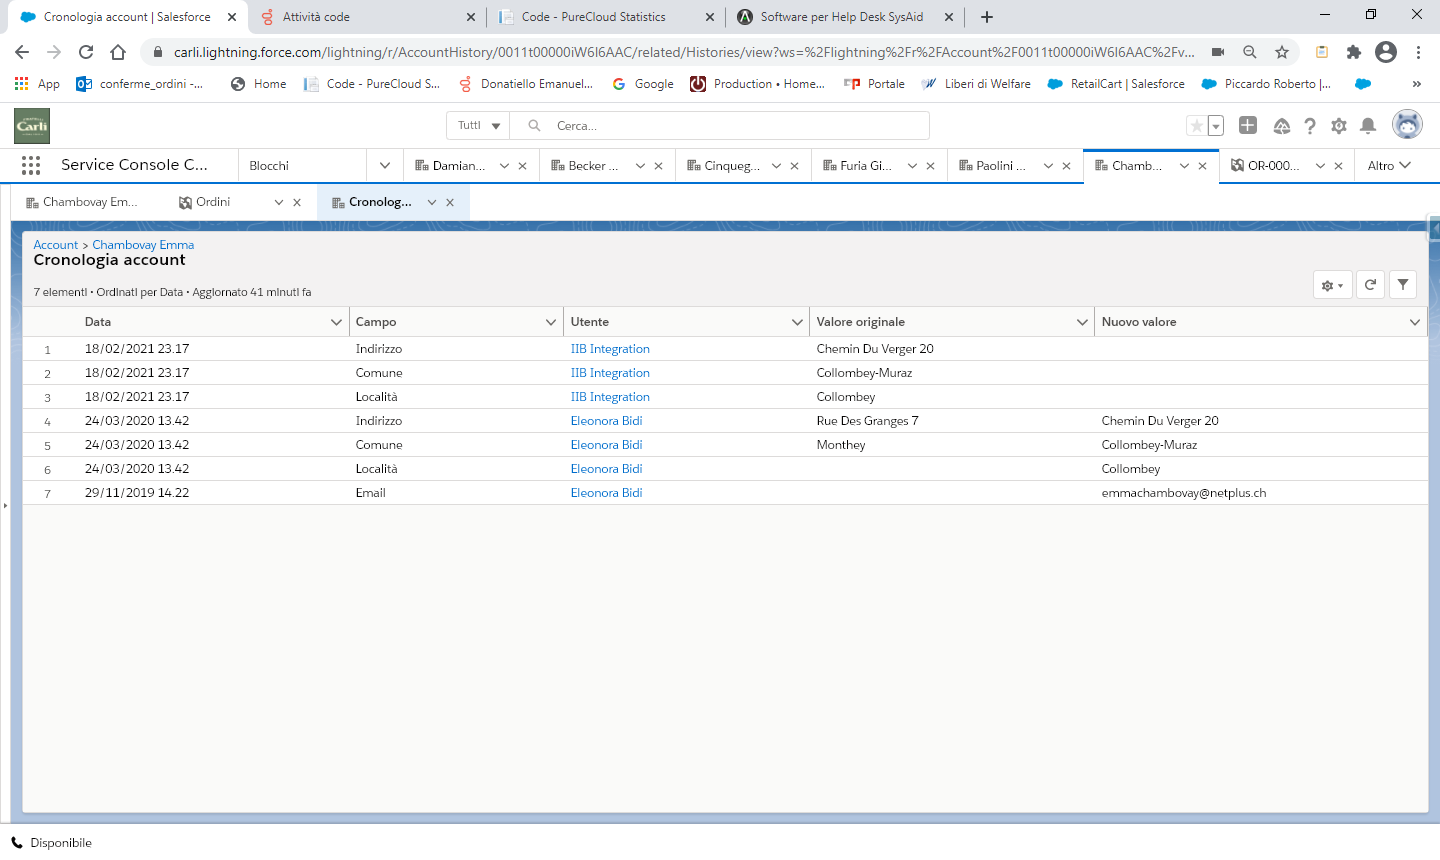 Cronologia account | Salesforce
Attività code
Code - PureCloud Statistics
Software per Help Desk SysAid
carli.lightning.force.com/lightning/r/AccountHistory/0011t00000iW6I6AAC/related/Histories/view?ws=%2Flightning%2Fr%2FAccount%2F0011t00000iW6I6AAC%2Fv...
App
conferme_ordini -...
Home
Code - PureCloud S...
Donatiello Emanuel...
Google
Production • Home...
Portale
Liberi di Welfare
RetailCart | Salesforce
Piccardo Roberto |...
»
Carli
Tutti
Cerca...
Service Console C...
Blocchi
Damian...
Becker ...
Cinqueg...
Furia Gi...
Paolini ...
Chamb...
OR-000...
Altro
Chambovay Em...
Ordini
Cronolog...
Account > Chambovay Emma
Cronologia account
7 elementi • Ordinati per Data • Aggiornato 41 minuti fa
Data Campo Utente Valore originale Nuovo valore
1 18/02/2021 23.17 Indirizzo IIB Integration Chemin Du Verger 20
2 18/02/2021 23.17 Comune IIB Integration Collombey-Muraz
3 18/02/2021 23.17 Località IIB Integration Collombey
4 24/03/2020 13.42 Indirizzo Eleonora Bidi Rue Des Granges 7 Chemin Du Verger 20
5 24/03/2020 13.42 Comune Eleonora Bidi Monthey Collombey-Muraz
6 24/03/2020 13.42 Località Eleonora Bidi Collombey
7 29/11/2019 14.22 Email Eleonora Bidi emmachambovay@netplus.ch
Disponibile